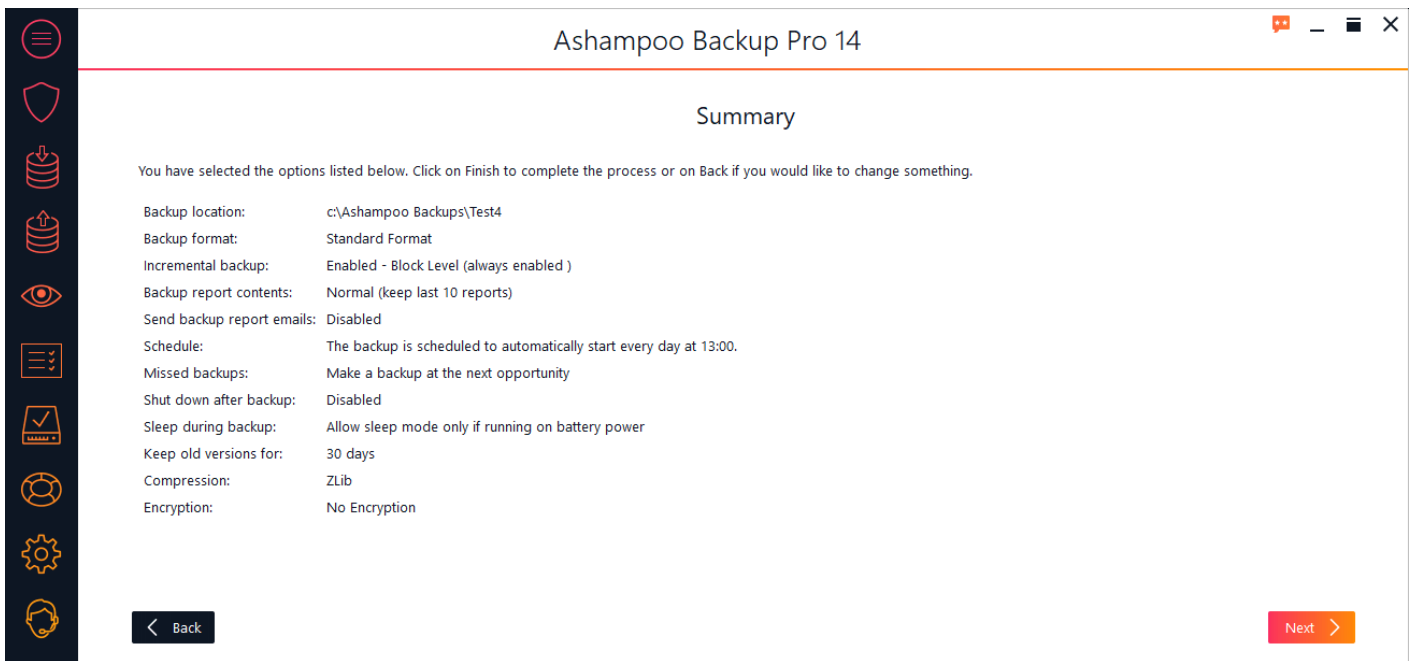 Ashampoo Backup Pro 14
Summary
You have selected the options listed below. Click on Finish to complete the process or on Back if you would like to change something.
Backup location: c:\Ashampoo Backups\Test4
Backup format: Standard Format
Incremental backup: Enabled - Block Level (always enabled )
Backup report contents: Normal (keep last 10 reports)
Send backup report emails: Disabled
Schedule: The backup is scheduled to automatically start every day at 13:00.
Missed backups: Make a backup at the next opportunity
Shut down after backup: Disabled
Sleep during backup: Allow sleep mode only if running on battery power
Keep old versions for: 30 days
Compression: ZLib
Encryption: No Encryption
Back Next